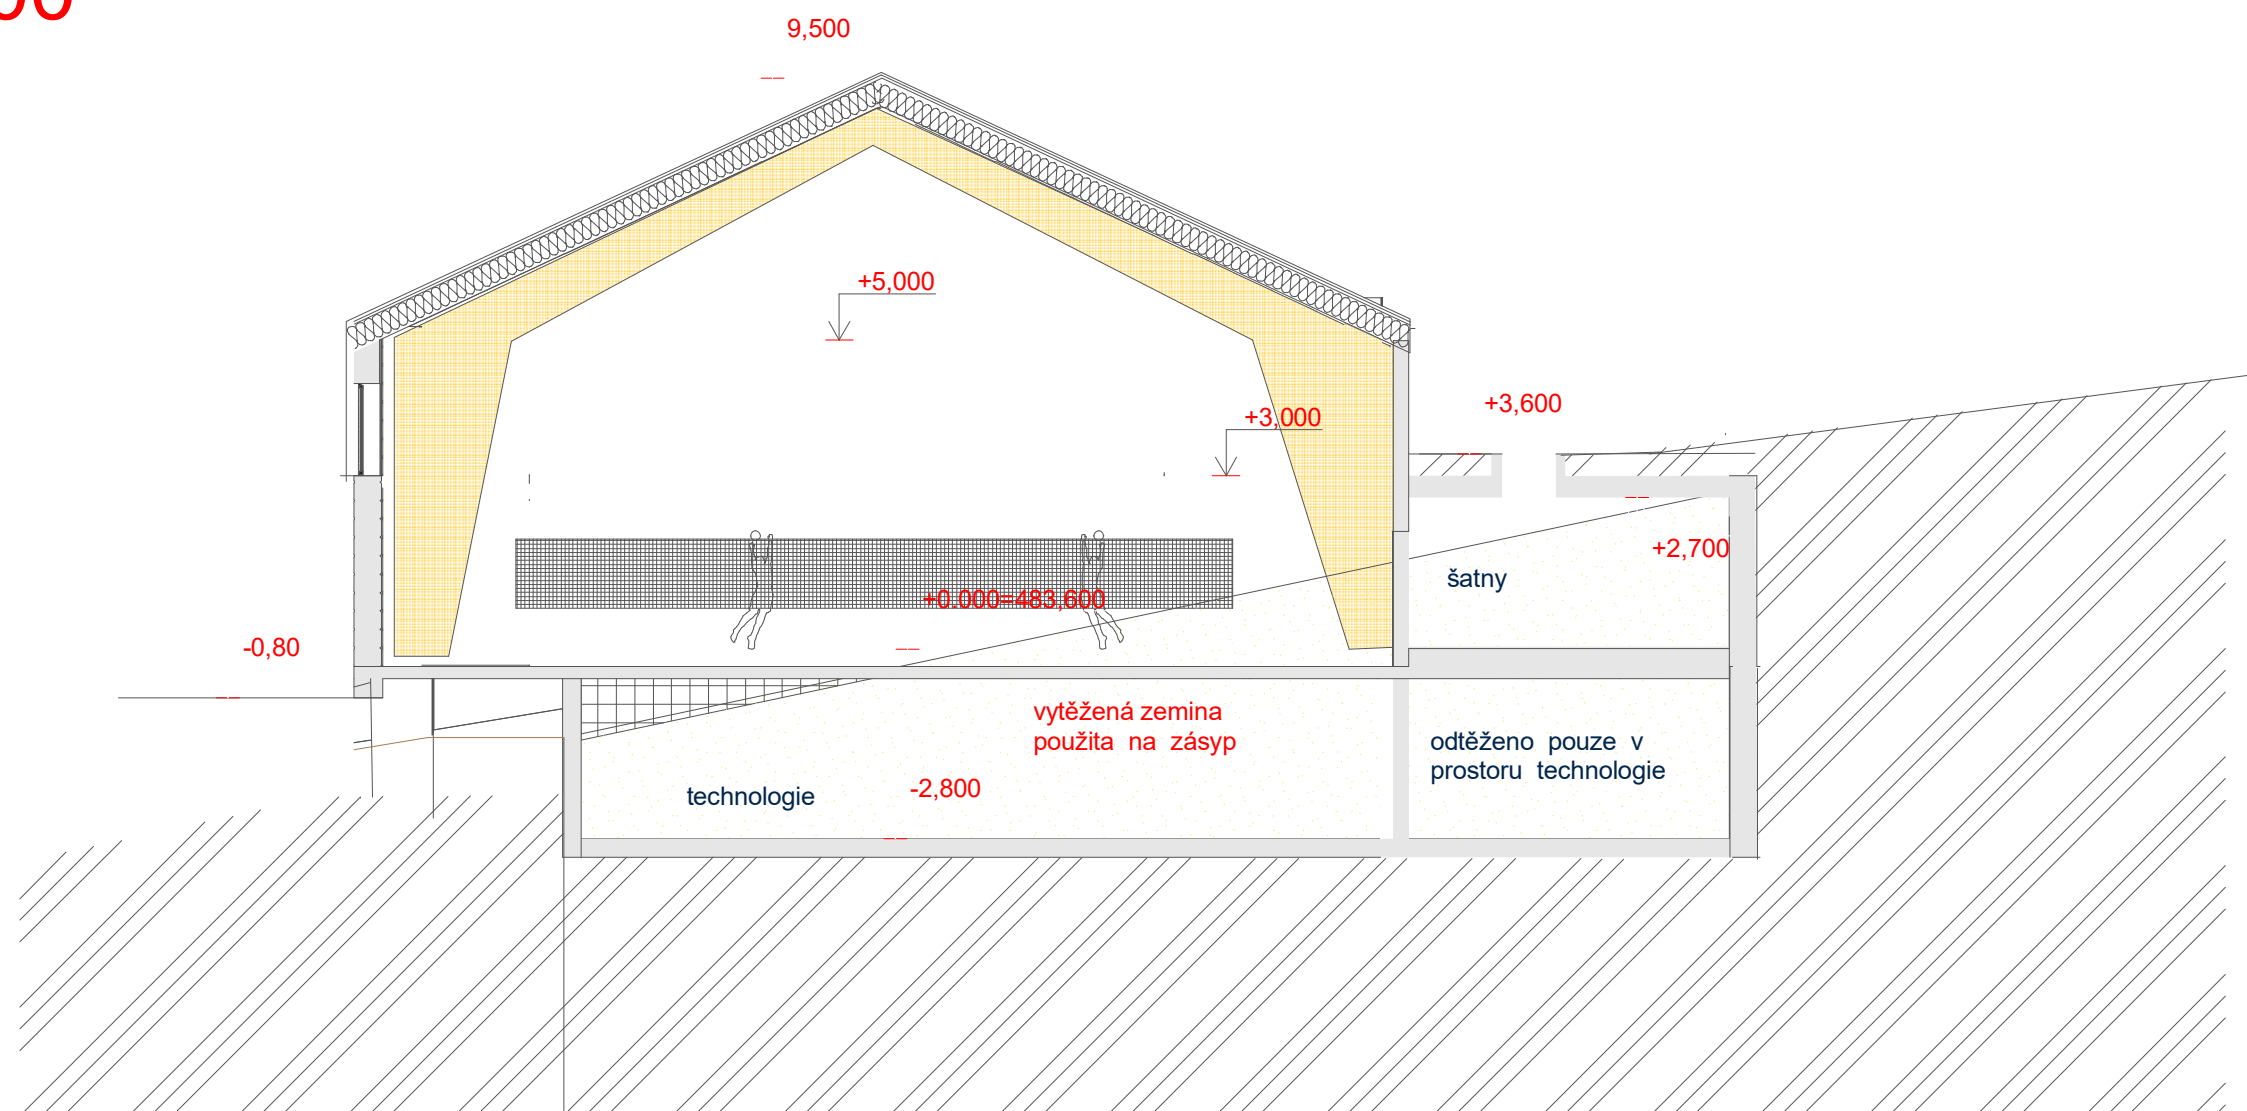 00
9,500
+5,000
+3,000
+3,600
+2,700
šatny
+0.000=483,600
-0,80
vytěžená zemina
použita na zásyp
odtěženo pouze v
prostoru technologie
-2,800
technologie